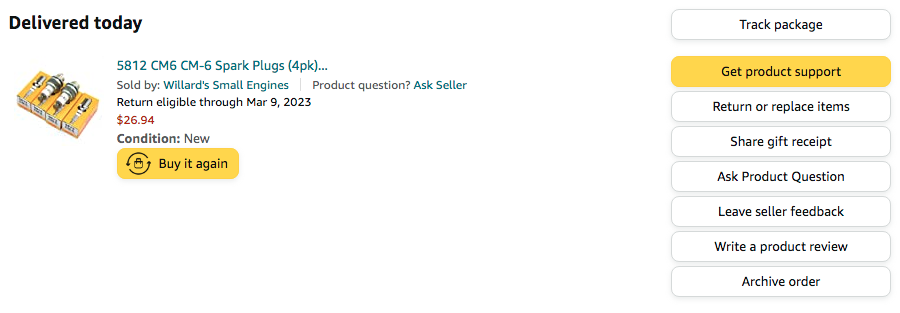 Delivered today
5812 CM6 CM-6 Spark Plugs (4pk)...
Sold by: Willard's Small Engines | Product question? Ask Seller
Return eligible through Mar 9, 2023
$26.94
Condition: New
Buy it again
Track package
Get product support
Return or replace items
Share gift receipt
Ask Product Question
Leave seller feedback
Write a product review
Archive order